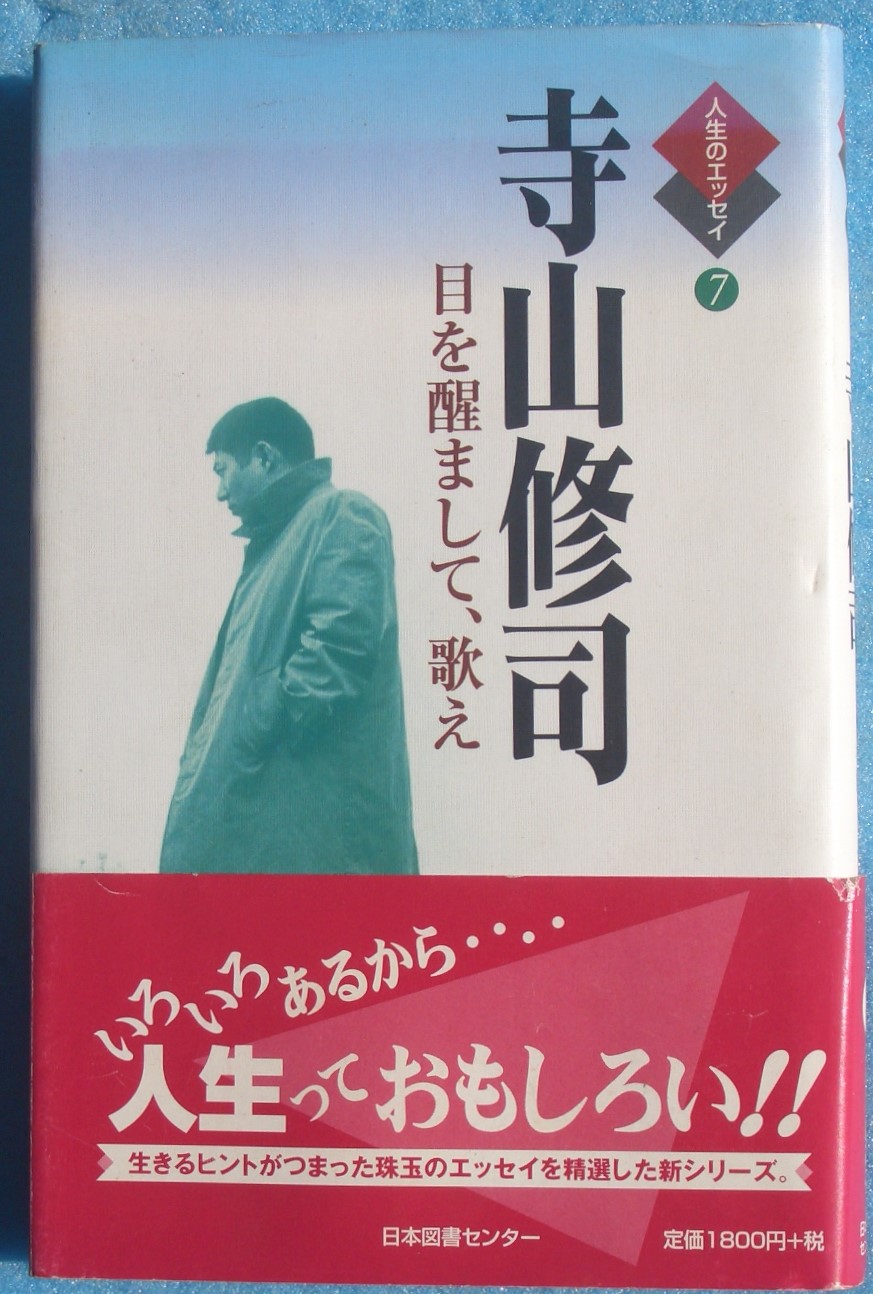 人生のエッセイ
7
寺山修司
目を醒まして、歌え
いろいろあるから‥‥
人生っておもしろい!!
生きるヒントがつまった珠玉のエッセイを精選した新シリーズ。
日本図書センター
定価1800円+税